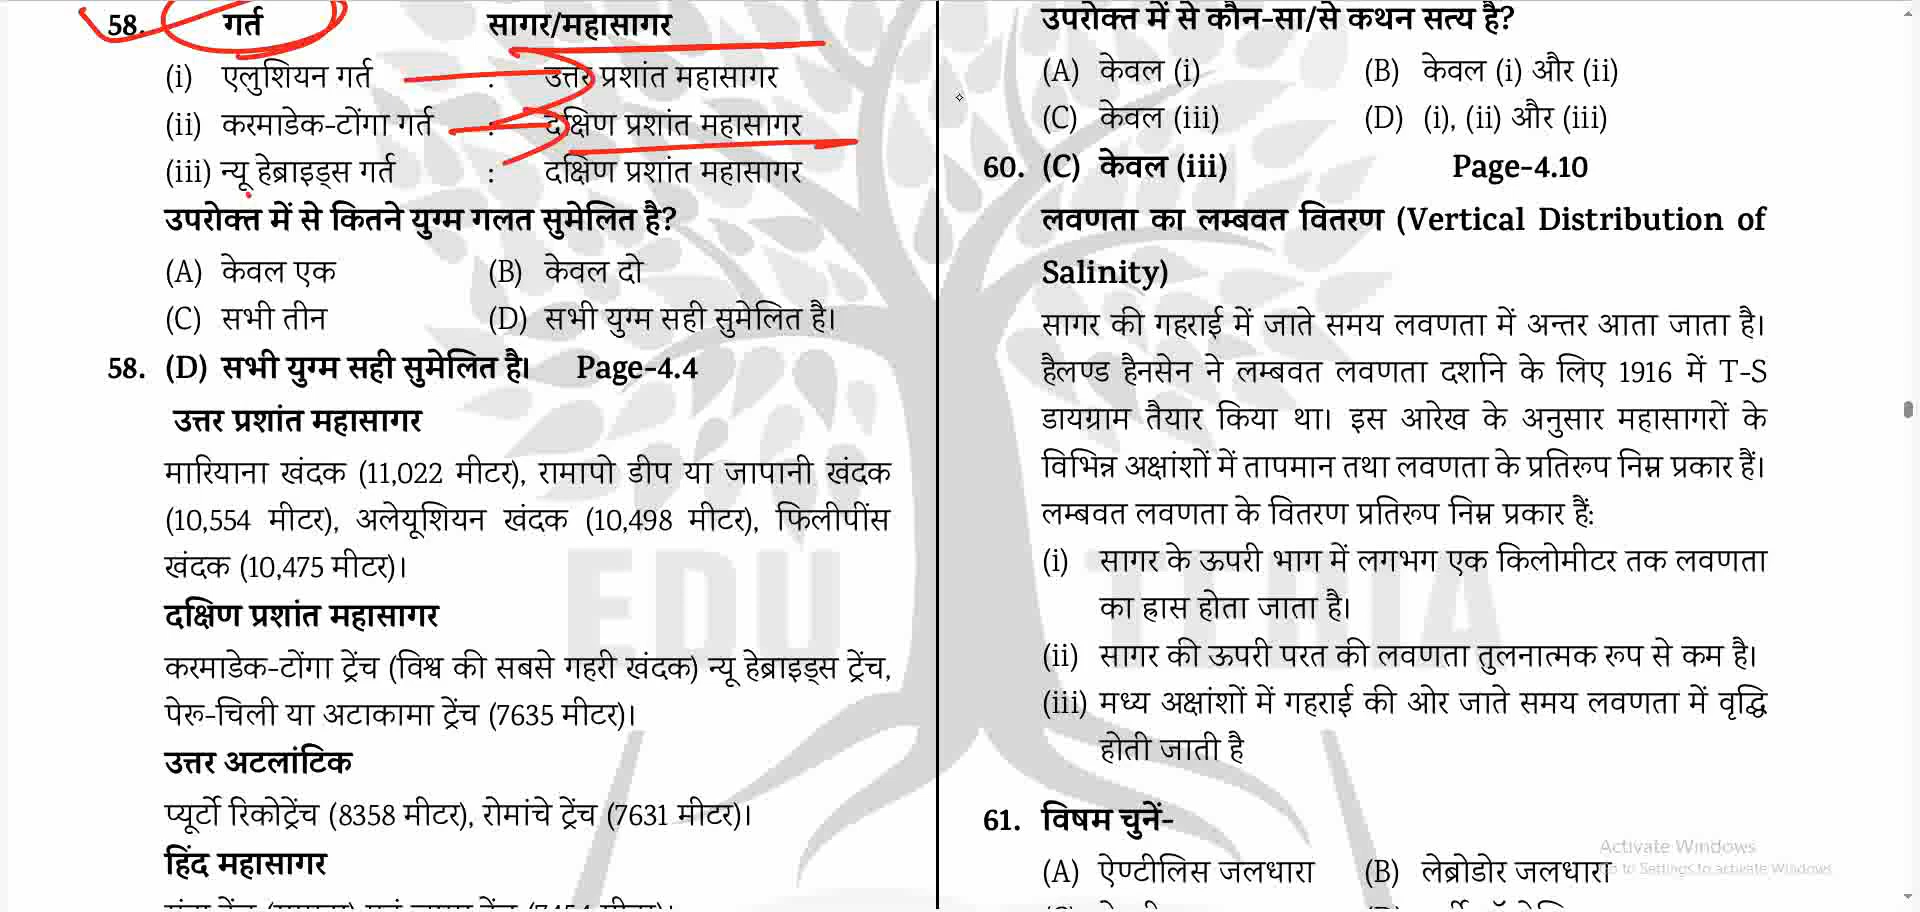 58. गर्त सागर/महासागर
(i) एलुशियन गर्त : उत्तर प्रशांत महासागर
(ii) करमाडेक-टोंगा गर्त : दक्षिण प्रशांत महासागर
(iii) न्यू हेब्राइड्स गर्त : दक्षिण प्रशांत महासागर
उपरोक्त में से कितने युग्म गलत सुमेलित है?
(A) केवल एक (B) केवल दो
(C) सभी तीन (D) सभी युग्म सही सुमेलित है।
58. (D) सभी युग्म सही सुमेलित है। Page-4.4
उत्तर प्रशांत महासागर
मारियाना खंदक (11,022 मीटर), रामापो डीप या जापानी खंदक
(10,554 मीटर), अलेयूशियन खंदक (10,498 मीटर), फिलीपींस
खंदक (10,475 मीटर)।
दक्षिण प्रशांत महासागर
करमाडेक-टोंगा ट्रेंच (विश्व की सबसे गहरी खंदक) न्यू हेब्राइड्स ट्रेंच,
पेरू-चिली या अटाकामा ट्रेंच (7635 मीटर)।
उत्तर अटलांटिक
प्यूर्टो रिकोट्रेंच (8358 मीटर), रोमांचे ट्रेंच (7631 मीटर)।
हिंद महासागर
उपरोक्त में से कौन-सा/से कथन सत्य है?
(A) केवल (i) (B) केवल (i) और (ii)
(C) केवल (iii) (D) (i), (ii) और (iii)
60. (C) केवल (iii) Page-4.10
लवणता का लम्बवत वितरण (Vertical Distribution of
Salinity)
सागर की गहराई में जाते समय लवणता में अन्तर आता जाता है।
हैलण्ड हैनसेन ने लम्बवत लवणता दर्शाने के लिए 1916 में T-S
डायग्राम तैयार किया था। इस आरेख के अनुसार महासागरों के
विभिन्न अक्षांशों में तापमान तथा लवणता के प्रतिरूप निम्न प्रकार हैं।
लम्बवत लवणता के वितरण प्रतिरूप निम्न प्रकार हैं:
(i) सागर के ऊपरी भाग में लगभग एक किलोमीटर तक लवणता
का ह्रास होता जाता है।
(ii) सागर की ऊपरी परत की लवणता तुलनात्मक रूप से कम है।
(iii) मध्य अक्षांशों में गहराई की ओर जाते समय लवणता में वृद्धि
होती जाती है
61. विषम चुनें-
(A) ऐण्टीलिस जलधारा (B) लेब्रोडोर जलधारा
EDU TERIA
Activate Windows
Go to Settings to activate Windows.